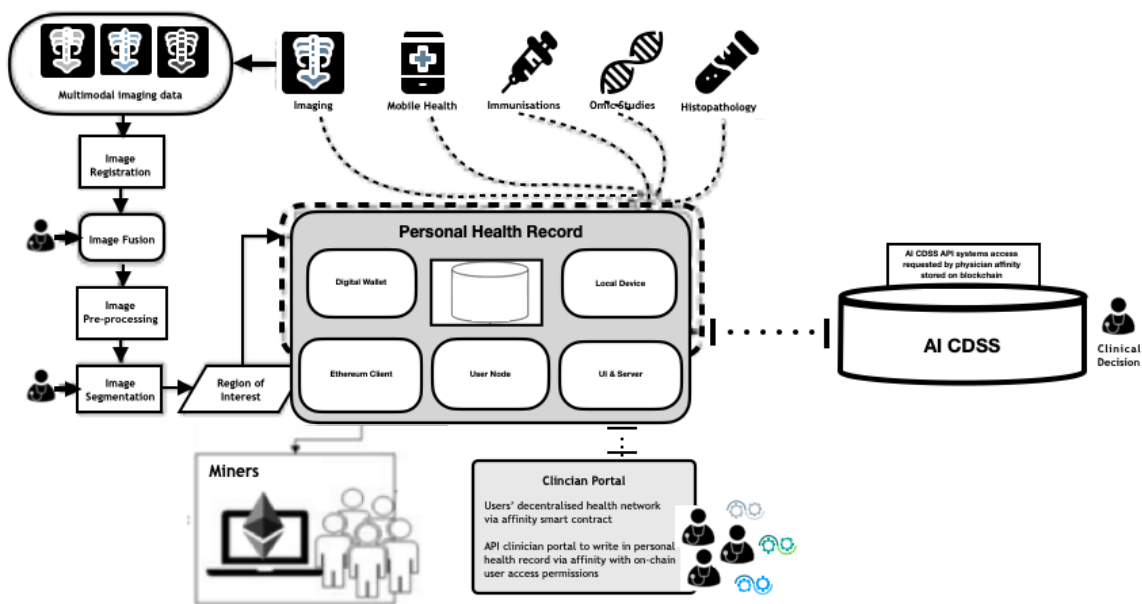 Multimodal imaging data
Imaging
Mobile Health
Immunisations
Omic Studies
Histopathology
Image
Registration
Image Fusion
Image
Pre-processing
Image
Segmentation
Region of
Interest
Personal Health Record
Digital Wallet
Local Device
Ethereum Client
User Node
UI & Server
AI CDSS API systems access
requested by physician affinity
stored on blockchain
AI CDSS
Clinical
Decision
Miners
Clincian Portal
Users' decentralised health network
via affinity smart contract
API clinician portal to write in personal
health record via affinity with on-chain
user access permissions